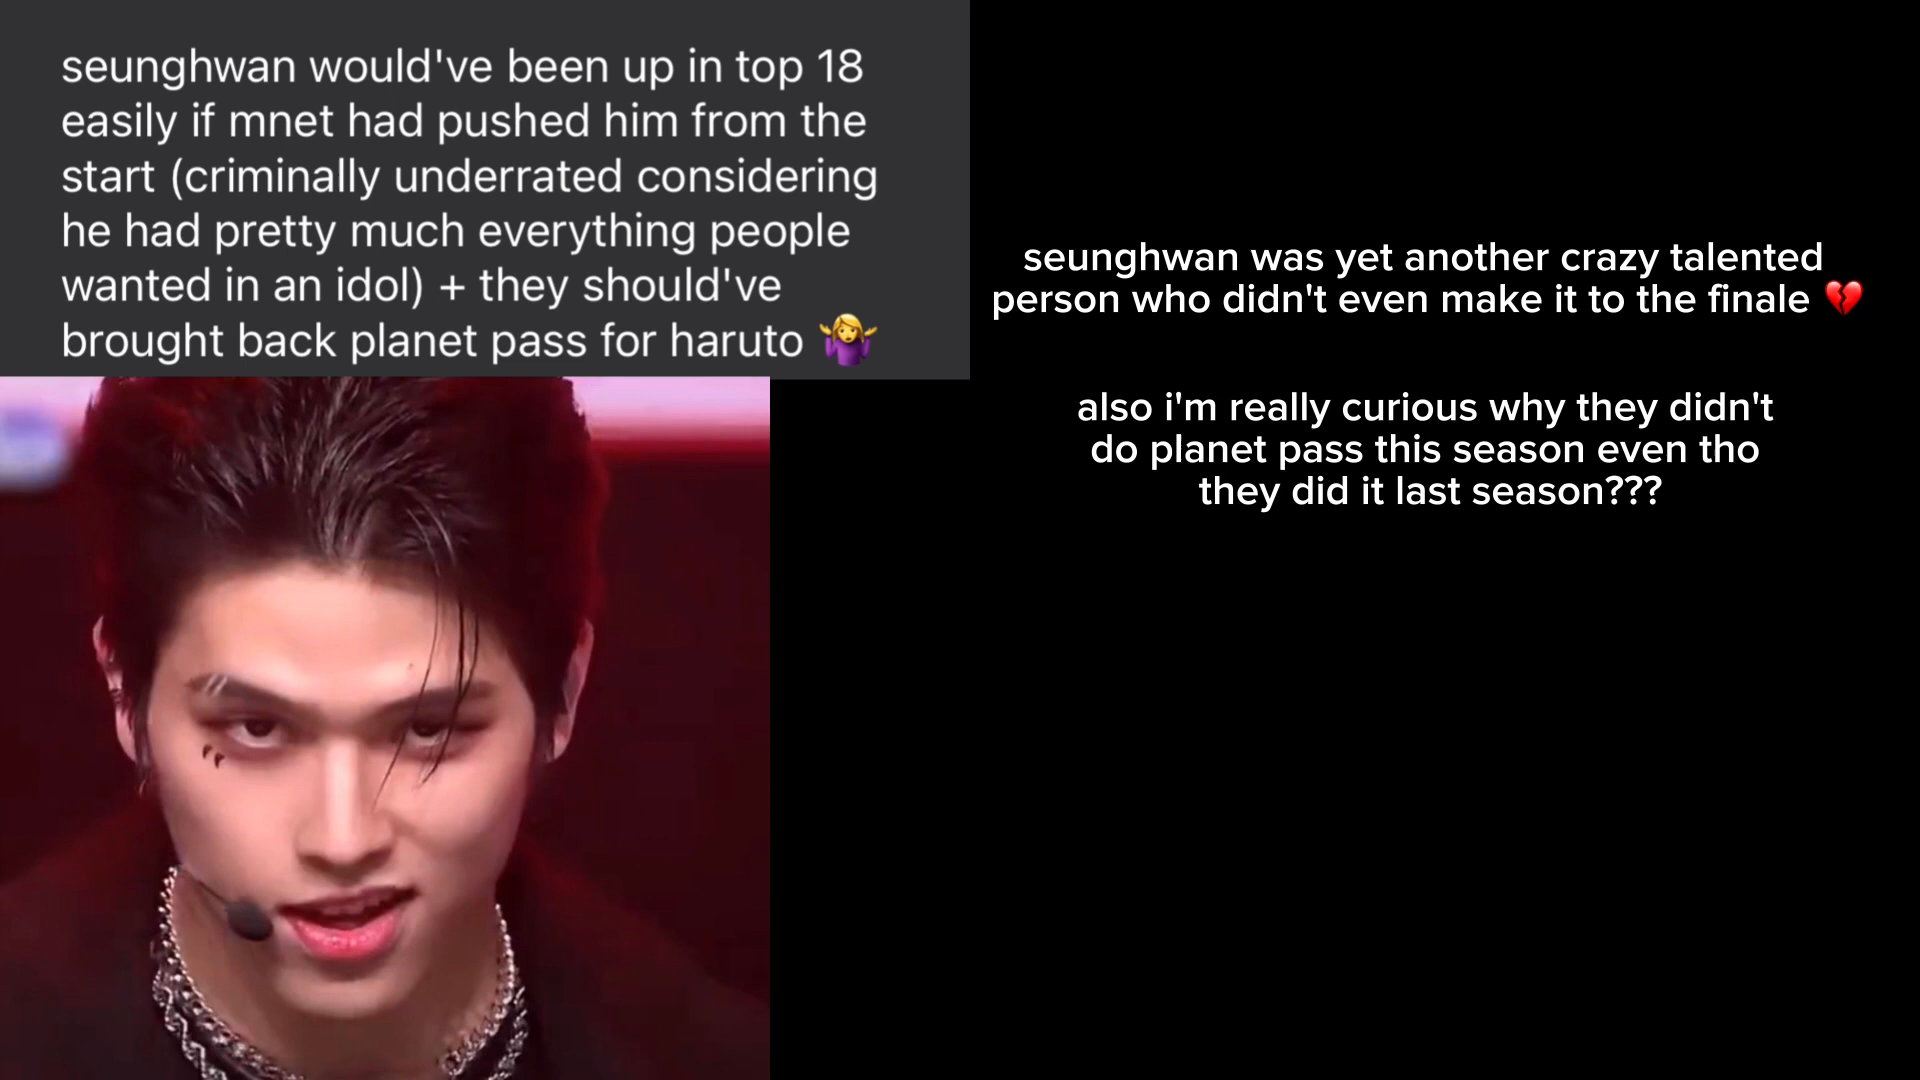 seunghwan would've been up in top 18
easily if mnet had pushed him from the
start (criminally underrated considering
he had pretty much everything people
wanted in an idol) + they should've
brought back planet pass for haruto 🤷‍♀️
seunghwan was yet another crazy talented
person who didn't even make it to the finale 💔
also i'm really curious why they didn't
do planet pass this season even tho
they did it last season???